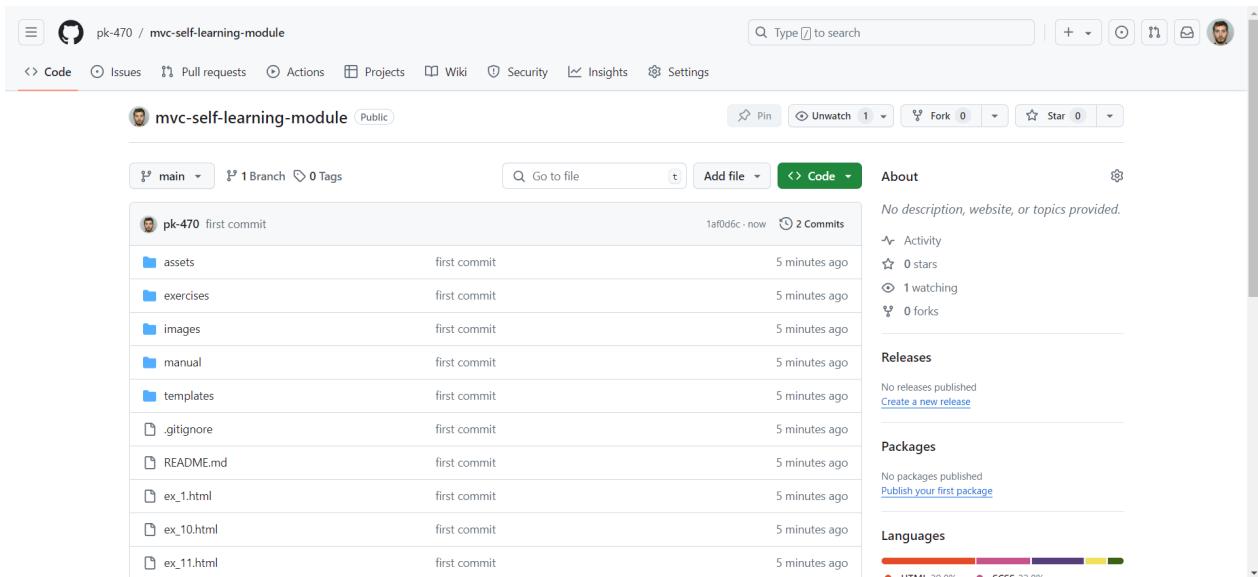 pk-470 / mvc-self-learning-module
Type / to search
Code Issues Pull requests Actions Projects Wiki Security Insights Settings
mvc-self-learning-module Public
Pin Unwatch 1 Fork 0 Star 0
main 1 Branch 0 Tags Go to file t Add file Code
pk-470 first commit 1af0d6c · now 2 Commits
assets first commit 5 minutes ago
exercises first commit 5 minutes ago
images first commit 5 minutes ago
manual first commit 5 minutes ago
templates first commit 5 minutes ago
.gitignore first commit 5 minutes ago
README.md first commit 5 minutes ago
ex_1.html first commit 5 minutes ago
ex_10.html first commit 5 minutes ago
ex_11.html first commit 5 minutes ago
About
No description, website, or topics provided.
Activity
0 stars
1 watching
0 forks
Releases
No releases published
Create a new release
Packages
No packages published
Publish your first package
Languages